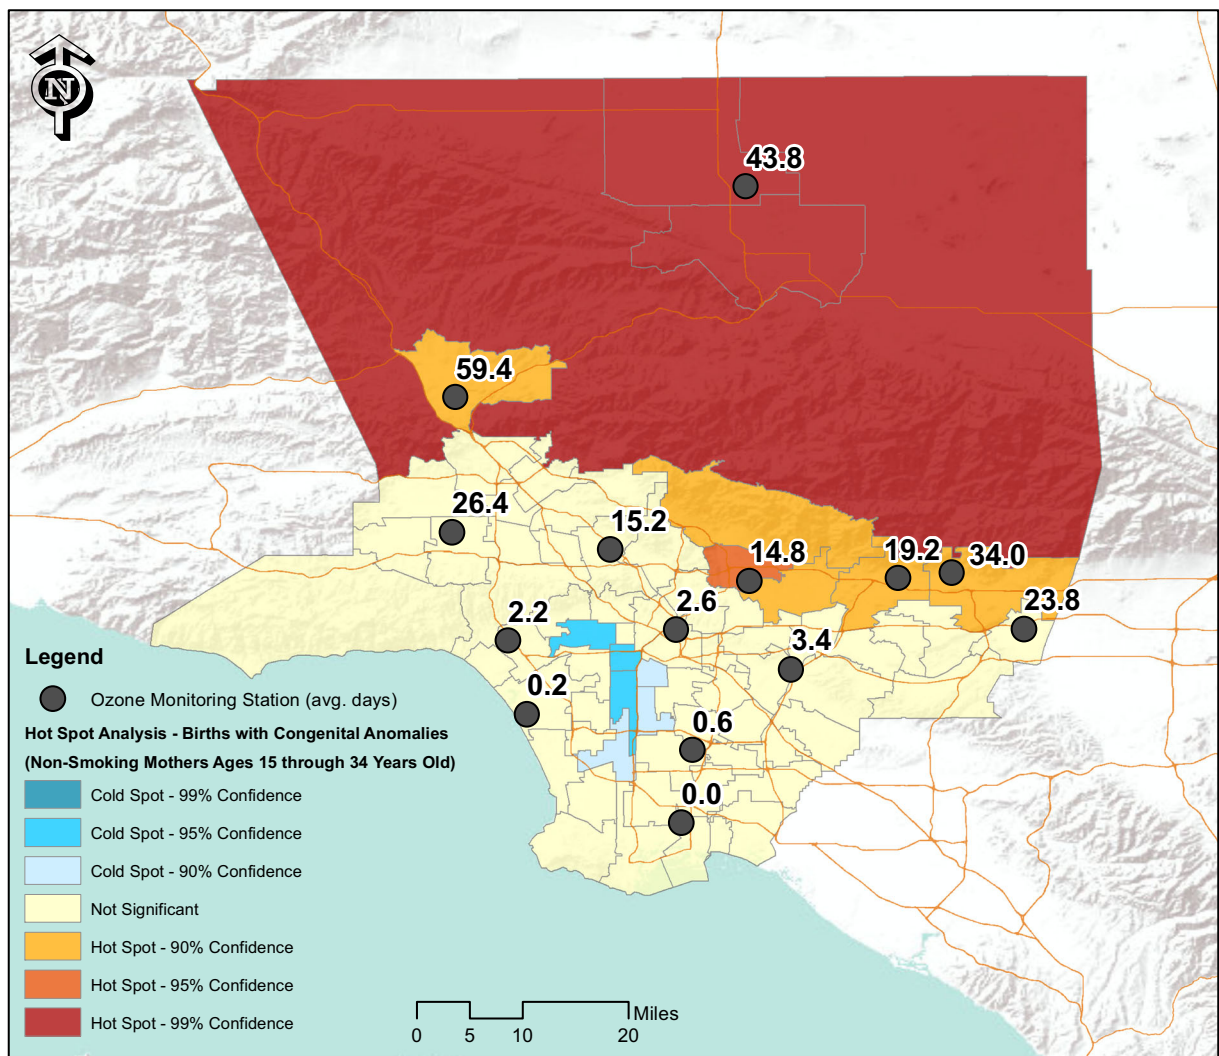 N
43.8
59.4
26.4
15.2
14.8
19.2
34.0
23.8
2.2
2.6
3.4
0.2
0.6
0.0
Legend
Ozone Monitoring Station (avg. days)
Hot Spot Analysis - Births with Congenital Anomalies
(Non-Smoking Mothers Ages 15 through 34 Years Old)
Cold Spot - 99% Confidence
Cold Spot - 95% Confidence
Cold Spot - 90% Confidence
Not Significant
Hot Spot - 90% Confidence
Hot Spot - 95% Confidence
Hot Spot - 99% Confidence
Miles
0 5 10 20